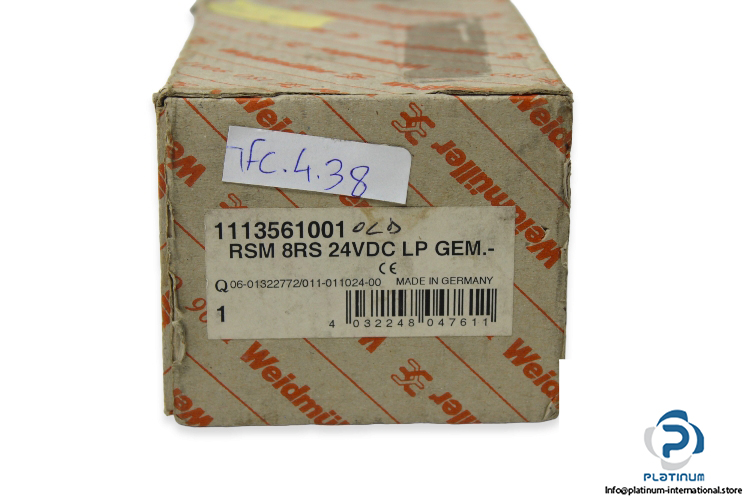 Weidmüller
TFC.4.38
1113561001 OLD
RSM 8RS 24VDC LP GEM.-
CE
Q 06-01322772/011-011024-00 MADE IN GERMANY
1
4 032248 047611
Weidmüller
Weidmüller
Weidmüller
PLATINUM
Info@platinum-international.store